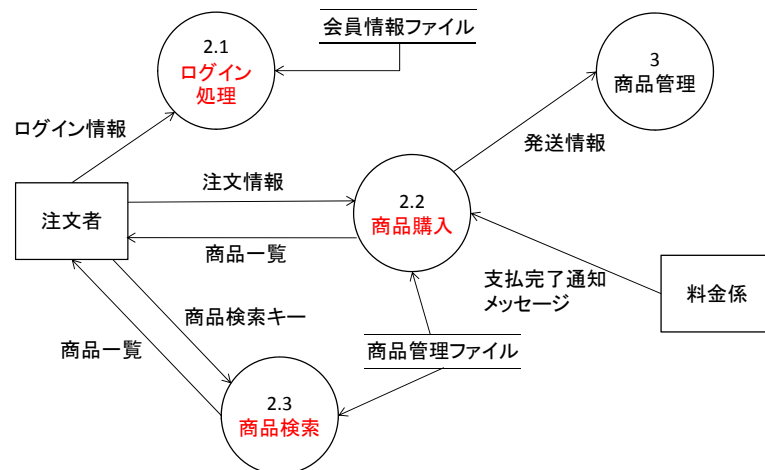 会員情報ファイル
2.1
ログイン
処理
3
商品管理
ログイン情報
発送情報
注文情報
2.2
商品購入
注文者
商品一覧
支払完了通知
メッセージ
料金係
商品検索キー
商品一覧
商品管理ファイル
2.3
商品検索